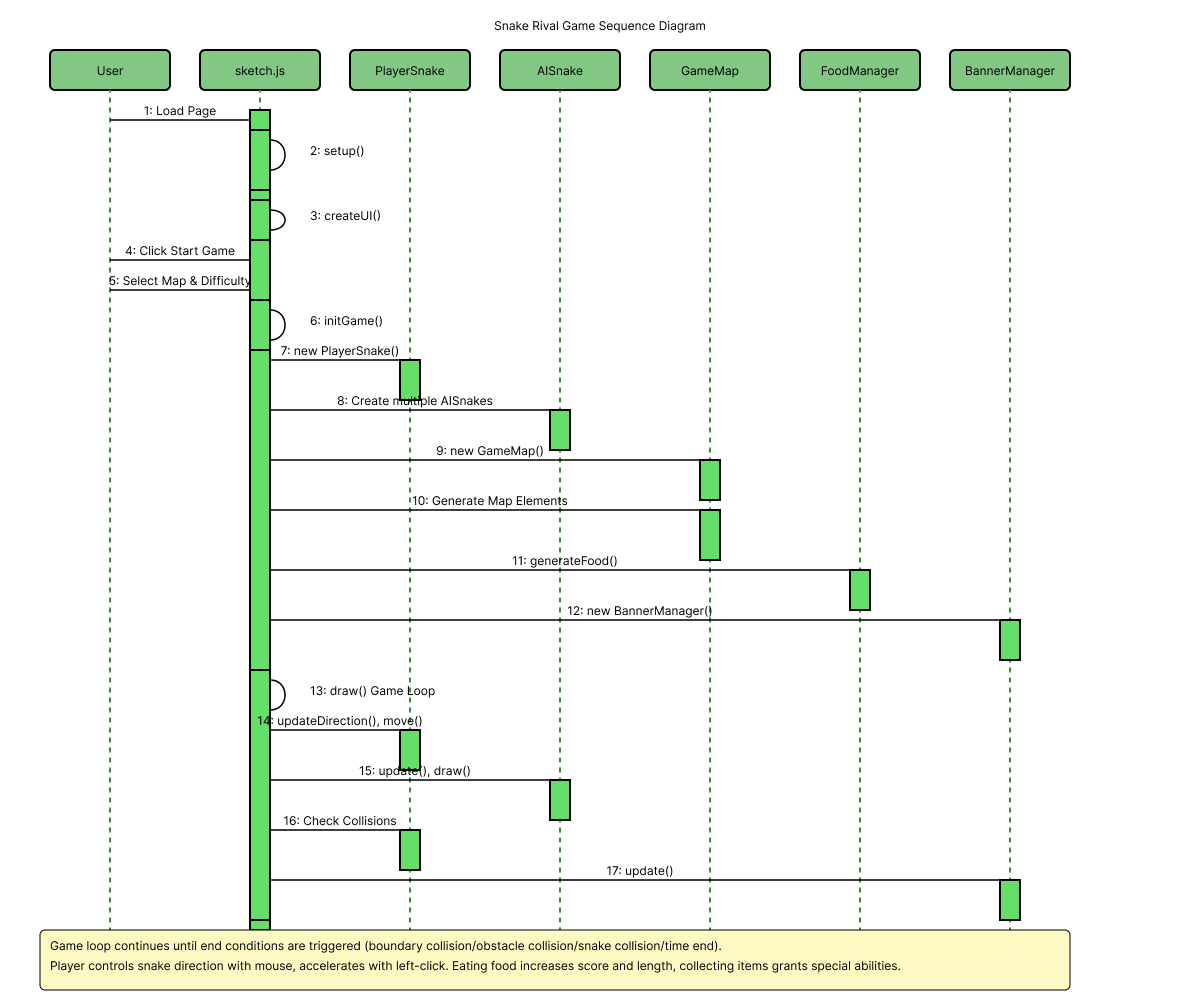 Snake Rival Game Sequence Diagram
User
sketch.js
PlayerSnake
AISnake
GameMap
FoodManager
BannerManager
1: Load Page
2: setup()
3: createUI()
4: Click Start Game
5: Select Map & Difficulty
6: initGame()
7: new PlayerSnake()
8: Create multiple AISnakes
9: new GameMap()
10: Generate Map Elements
11: generateFood()
12: new BannerManager()
13: draw() Game Loop
14: updateDirection(), move()
15: update(), draw()
16: Check Collisions
17: update()
Game loop continues until end conditions are triggered (boundary collision/obstacle collision/snake collision/time end).
Player controls snake direction with mouse, accelerates with left-click. Eating food increases score and length, collecting items grants special abilities.